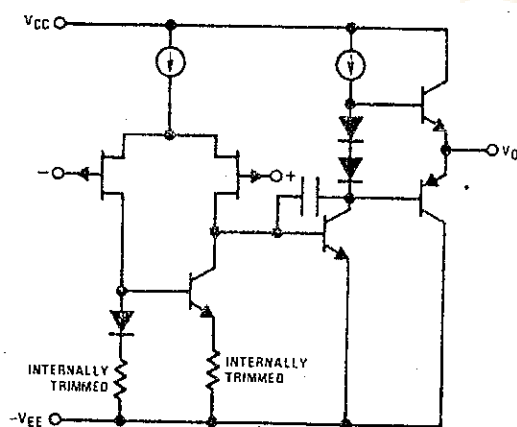 VCC
-
+
VO
INTERNALLY
TRIMMED
INTERNALLY
TRIMMED
-VEE